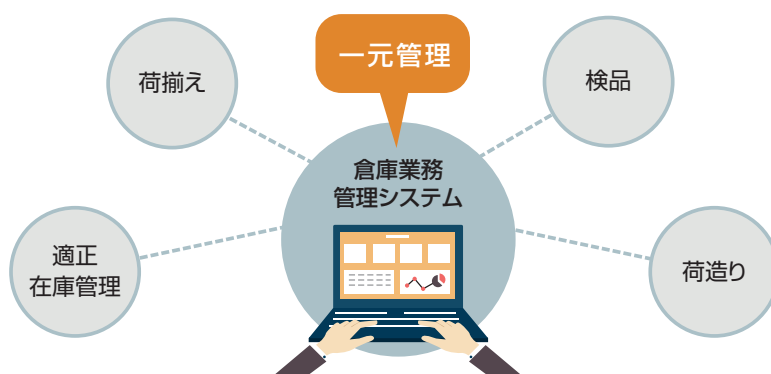 一元管理
荷揃え
検品
倉庫業務
管理システム
適正
在庫管理
荷造り